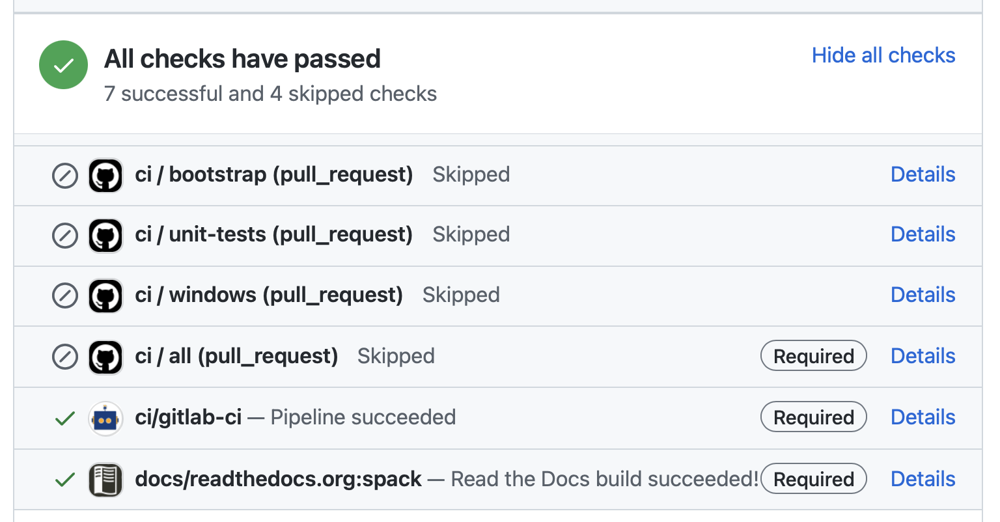 All checks have passed
Hide all checks
7 successful and 4 skipped checks
ci / bootstrap (pull_request) Skipped Details
ci / unit-tests (pull_request) Skipped Details
ci / windows (pull_request) Skipped Details
ci / all (pull_request) Skipped Required Details
ci/gitlab-ci — Pipeline succeeded Required Details
docs/readthedocs.org:spack — Read the Docs build succeeded! Required Details